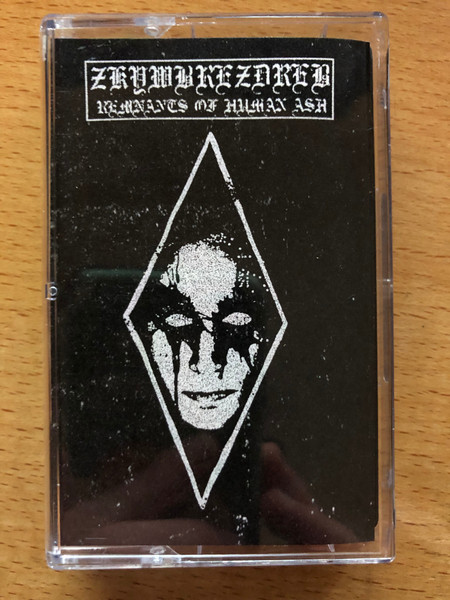 ZKYWBREZDREB
REMNANTS OF HUMAN ASH